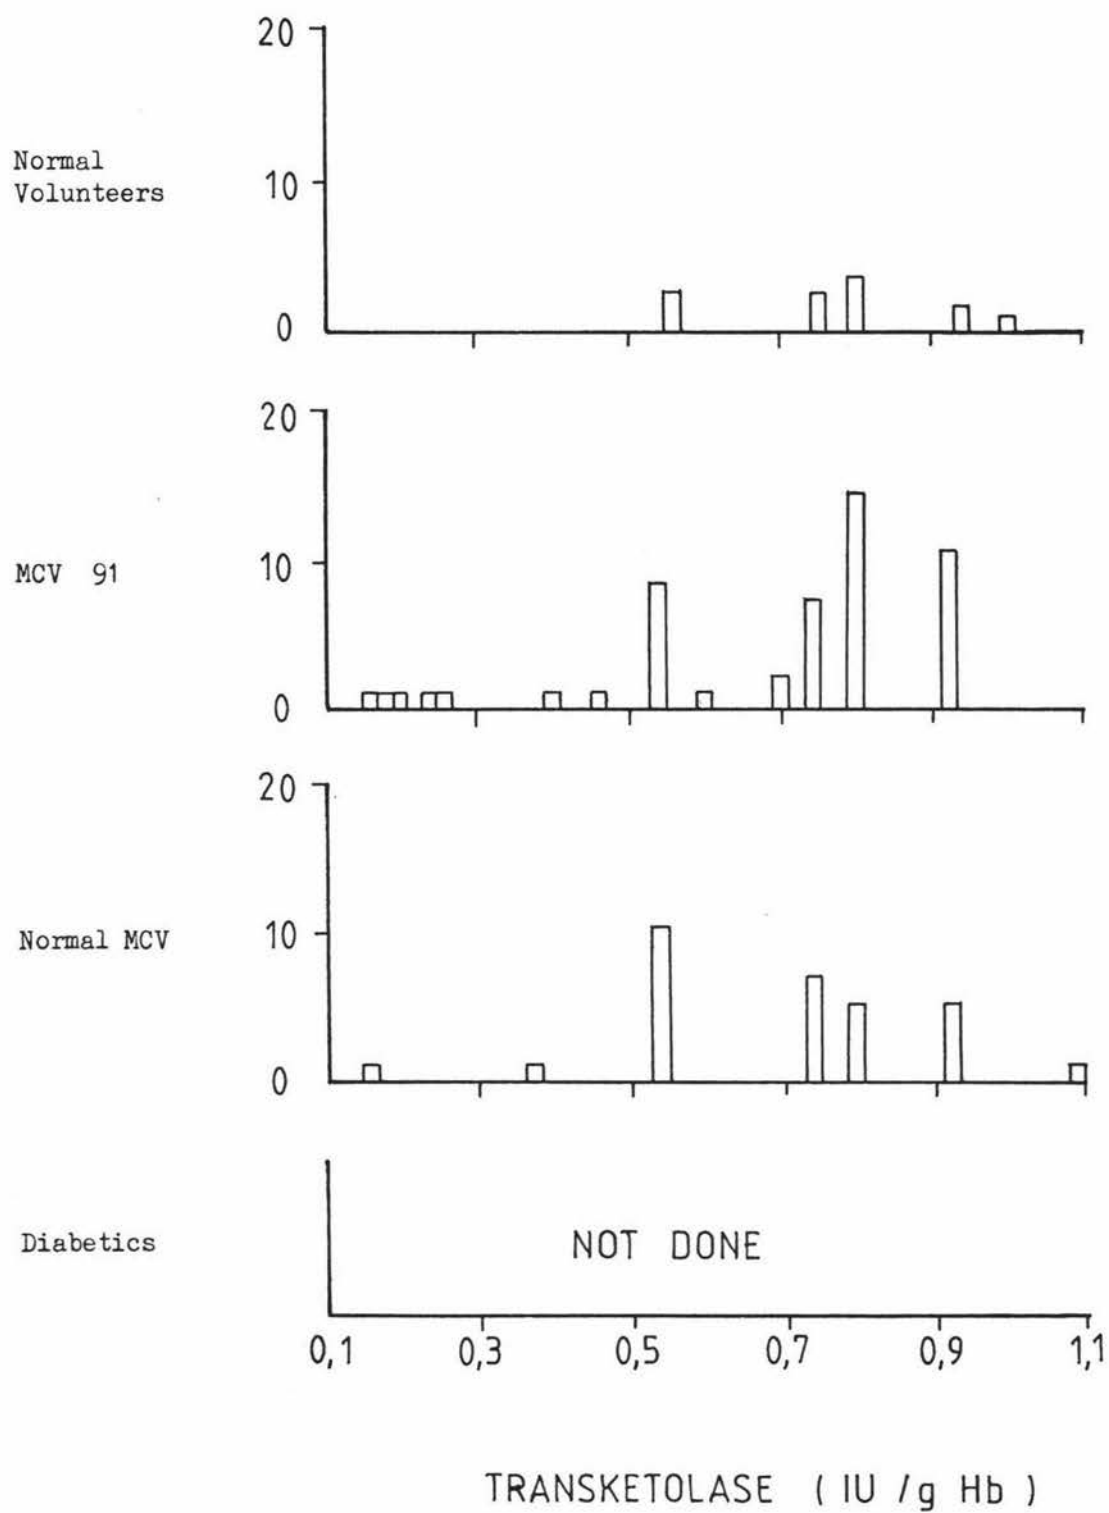 20
Normal
Volunteers
10
0
20
MCV 91
10
0
20
Normal MCV
10
0
Diabetics
NOT DONE
0,1 0,3 0,5 0,7 0,9 1,1
TRANSKETOLASE ( IU /g Hb )